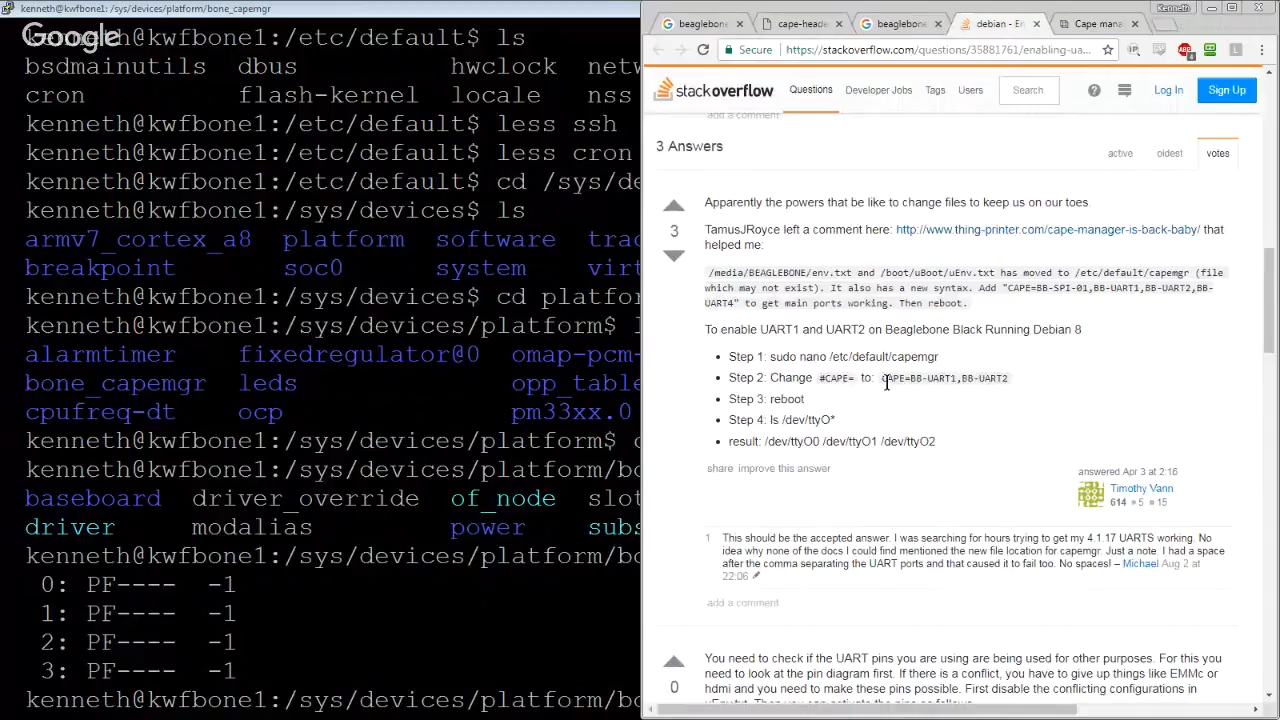 kenneth@kwfbone1: /sys/devices/platform/bone_capemgr
Google
kenneth@kwfbone1:/etc/default$ ls
bsdmainutils dbus hwclock netw
cron flash-kernel locale nss
kenneth@kwfbone1:/etc/default$ less ssh
kenneth@kwfbone1:/etc/default$ less cron
kenneth@kwfbone1:/etc/default$ cd /sys/de
kenneth@kwfbone1:/sys/devices$ ls
armv7_cortex_a8 platform software trac
breakpoint soc0 system virt
kenneth@kwfbone1:/sys/devices$ cd platfor
kenneth@kwfbone1:/sys/devices/platform$ l
alarmtimer fixedregulator@0 omap-pcm-
bone_capemgr leds opp_table
cpufreq-dt ocp pm33xx.0
kenneth@kwfbone1:/sys/devices/platform$ c
kenneth@kwfbone1:/sys/devices/platform/bo
baseboard driver_override of_node slot
driver modalias power subs
kenneth@kwfbone1:/sys/devices/platform/bo
0: PF---- -1
1: PF---- -1
2: PF---- -1
3: PF---- -1
kenneth@kwfbone1:/sys/devices/platform/bo
Kenneth
beaglebone cape-heade beaglebone debian - En Cape mana
Secure https://stackoverflow.com/questions/35881761/enabling-ua...
stackoverflow Questions Developer Jobs Tags Users Search Log In Sign Up
add a comment
3 Answers
active oldest votes
Apparently the powers that be like to change files to keep us on our toes.
3
TamusJRoyce left a comment here: http://www.thing-printer.com/cape-manager-is-back-baby/ that
helped me:
/media/BEAGLEBONE/env.txt and /boot/uBoot/uEnv.txt has moved to /etc/default/capemgr (file
which may not exist). It also has a new syntax. Add "CAPE=BB-SPI-01,BB-UART1,BB-UART2,BB-
UART4" to get main ports working. Then reboot.
To enable UART1 and UART2 on Beaglebone Black Running Debian 8
• Step 1: sudo nano /etc/default/capemgr
• Step 2: Change #CAPE= to: CAPE=BB-UART1,BB-UART2
• Step 3: reboot
• Step 4: ls /dev/ttyO*
• result: /dev/ttyO0 /dev/ttyO1 /dev/ttyO2
share improve this answer
answered Apr 3 at 2:16
Timothy Vann
614 5 15
1 This should be the accepted answer. I was searching for hours trying to get my 4.1.17 UARTS working. No
idea why none of the docs I could find mentioned the new file location for capemgr. Just a note. I had a space
after the comma separating the UART ports and that caused it to fail too. No spaces! – Michael Aug 2 at
22:06
add a comment
You need to check if the UART pins you are using are being used for other purposes. For this you
0 need to look at the pin diagram first. If there is a conflict, you have to give up things like EMMc or
hdmi and you need to make these pins possible. First disable the conflicting configurations in